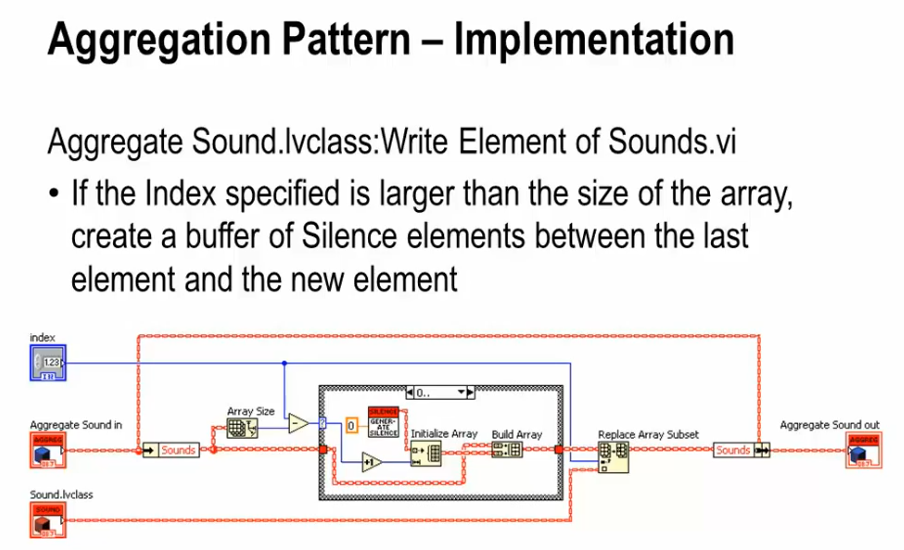 Aggregation Pattern – Implementation
Aggregate Sound.lvclass:Write Element of Sounds.vi
• If the Index specified is larger than the size of the array,
create a buffer of Silence elements between the last
element and the new element
index
1.23
Aggregate Sound in
AGGREG
Sounds
Array Size
0..
0
SILENCE
GENER-
ATE
SILENCE
+1
Initialize Array
Build Array
Replace Array Subset
Sounds
Aggregate Sound out
AGGREG
Sound.lvclass
SOUND